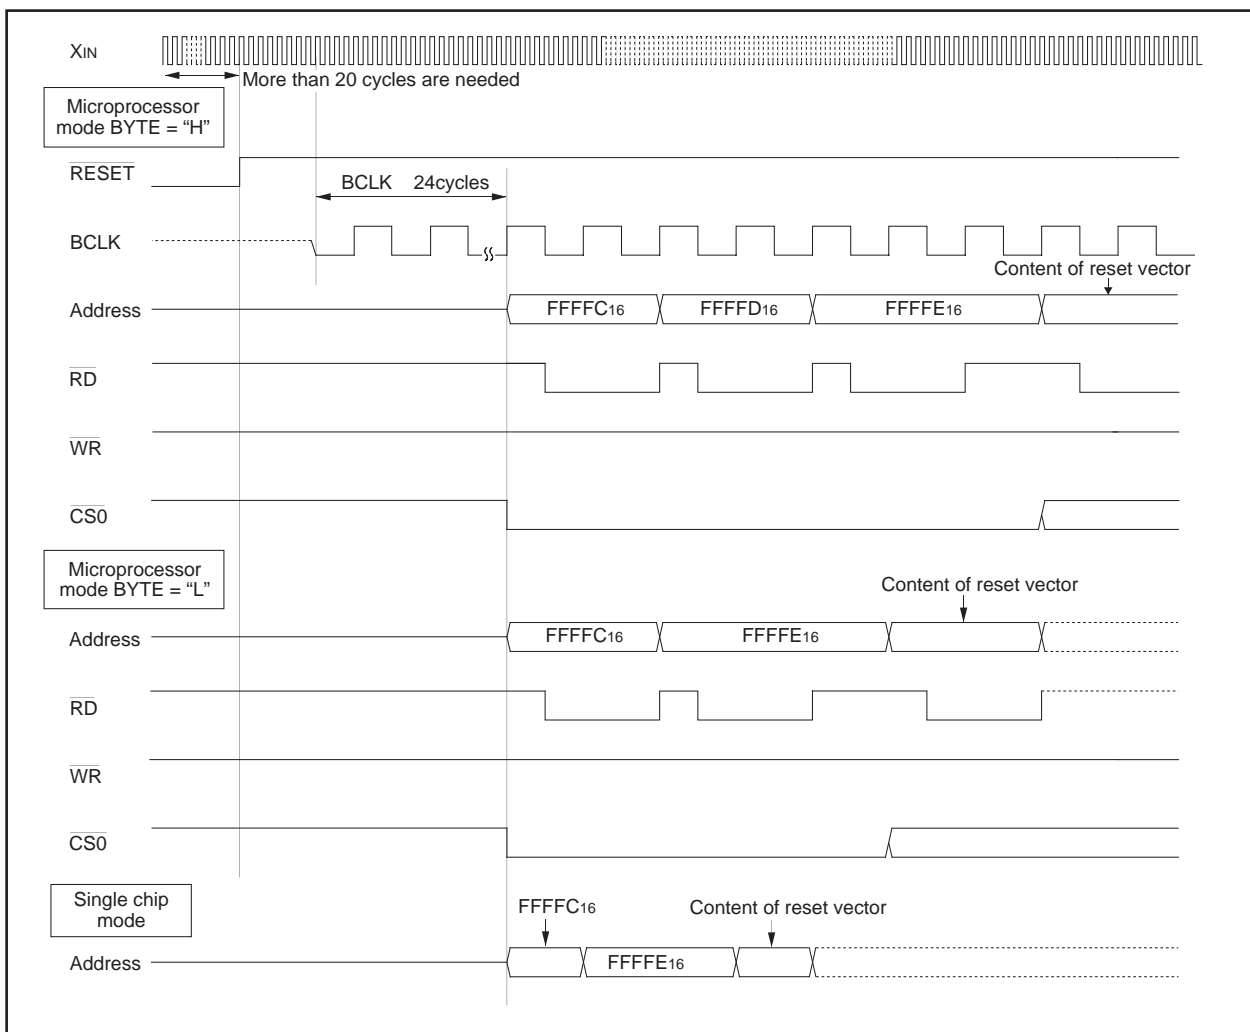 XIN
More than 20 cycles are needed
Microprocessor
mode BYTE = “H”
RESET
BCLK 24cycles
BCLK
Content of reset vector
Address
FFFFC16
FFFFD16
FFFFE16
RD
WR
CS0
Microprocessor
mode BYTE = “L”
Content of reset vector
Address
FFFFC16
FFFFE16
RD
WR
CS0
Single chip
mode
FFFFC16
Content of reset vector
Address
FFFFE16